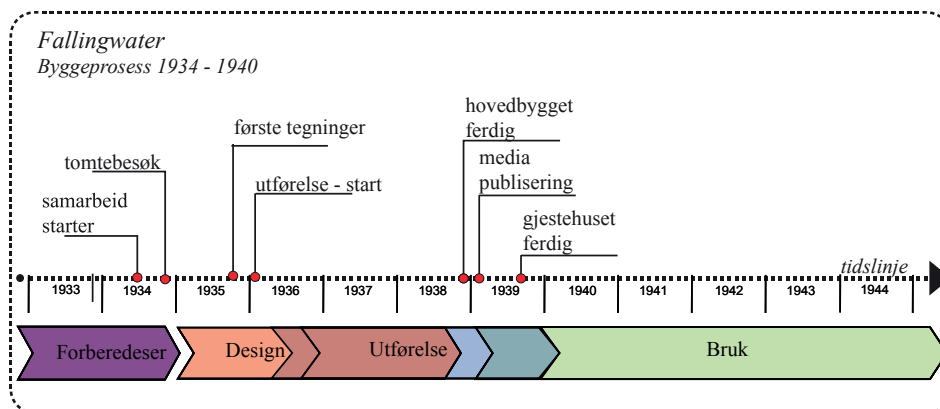 Fallingwater
Byggeprosess 1934 - 1940
hovedbygget
ferdig
første tegninger
media
publisering
tomtebesøk
utførelse - start
samarbeid
starter
gjestehuset
ferdig
tidslinje
1933 1934 1935 1936 1937 1938 1939 1940 1941 1942 1943 1944
Forberedeser Design Utførelse Bruk